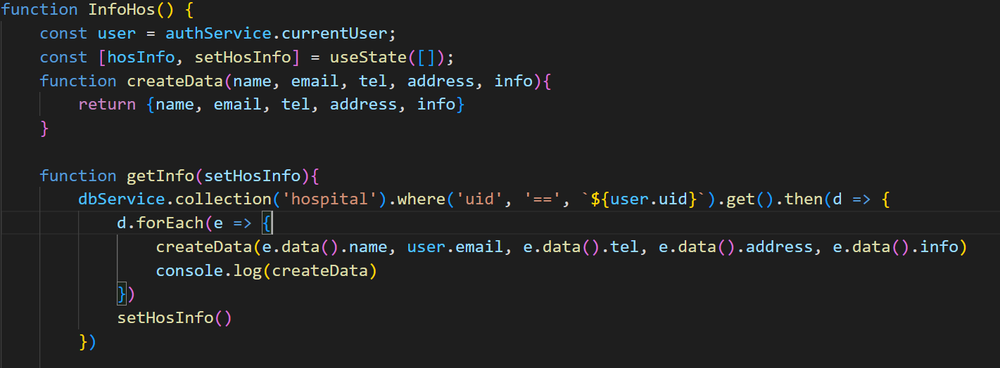 function InfoHos() {
    const user = authService.currentUser;
    const [hosInfo, setHosInfo] = useState([]);
    function createData(name, email, tel, address, info){
        return {name, email, tel, address, info}
    }

    function getInfo(setHosInfo){
        dbService.collection('hospital').where('uid', '==', `${user.uid}`).get().then(d => {
            d.forEach(e => {
                createData(e.data().name, user.email, e.data().tel, e.data().address, e.data().info)
                console.log(createData)
            })
            setHosInfo()
        })